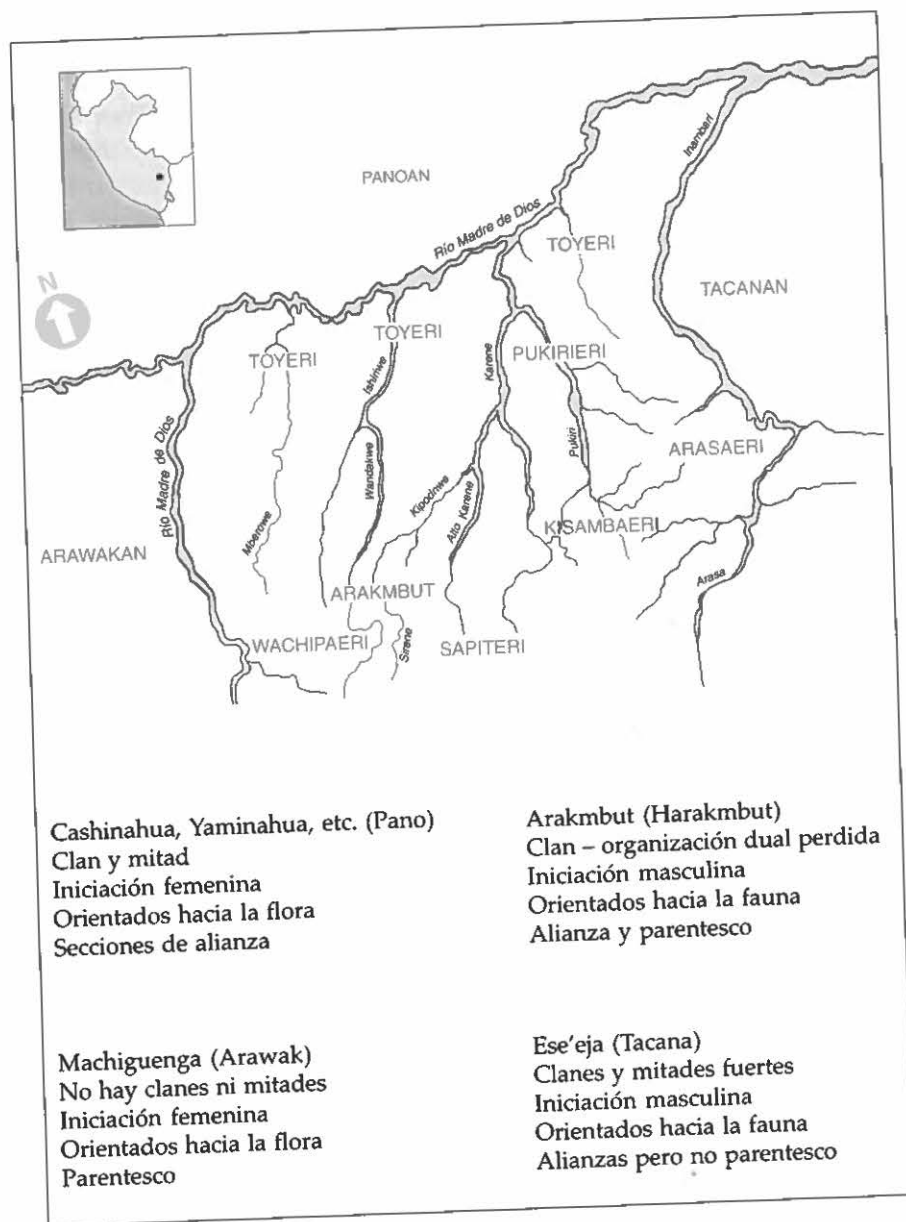 PANOAN
Inambari
Río Madre de Dios
TOYERI
TACANAN
N
TOYERI
TOYERI
Karene
PUKIRIERI
Ishiriwe
Río Madre de Dios
Pukiri
ARASAERI
Wandakwe
Kipodnwe
Mberowe
Alto Karene
KISAMBAERI
ARAWAKAN
ARAKMBUT
Arasa
WACHIPAERI
Sirene
SAPITERI
Cashinahua, Yaminahua, etc. (Pano)
Clan y mitad
Iniciación femenina
Orientados hacia la flora
Secciones de alianza
Arakmbut (Harakmbut)
Clan – organización dual perdida
Iniciación masculina
Orientados hacia la fauna
Alianza y parentesco
Machiguenga (Arawak)
No hay clanes ni mitades
Iniciación femenina
Orientados hacia la flora
Parentesco
Ese'eja (Tacana)
Clanes y mitades fuertes
Iniciación masculina
Orientados hacia la fauna
Alianzas pero no parentesco